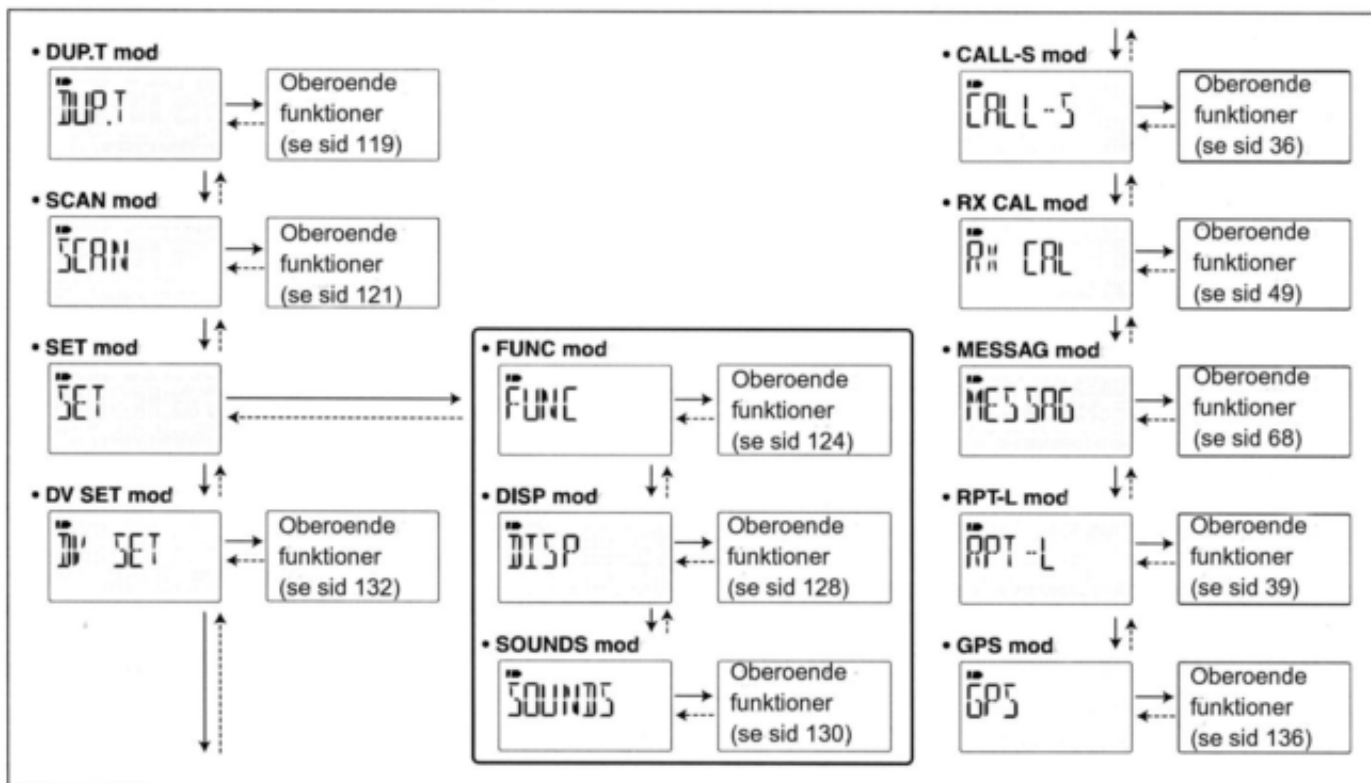 • DUP.T mod
DUP.T
Oberoende
funktioner
(se sid 119)
• SCAN mod
SCAN
Oberoende
funktioner
(se sid 121)
• SET mod
SET
• DV SET mod
DV SET
Oberoende
funktioner
(se sid 132)
• FUNC mod
FUNC
Oberoende
funktioner
(se sid 124)
• DISP mod
DISP
Oberoende
funktioner
(se sid 128)
• SOUNDS mod
SOUNDS
Oberoende
funktioner
(se sid 130)
• CALL-S mod
CALL-S
Oberoende
funktioner
(se sid 36)
• RX CAL mod
RX CAL
Oberoende
funktioner
(se sid 49)
• MESSAG mod
MESSAG
Oberoende
funktioner
(se sid 68)
• RPT-L mod
RPT-L
Oberoende
funktioner
(se sid 39)
• GPS mod
GPS
Oberoende
funktioner
(se sid 136)